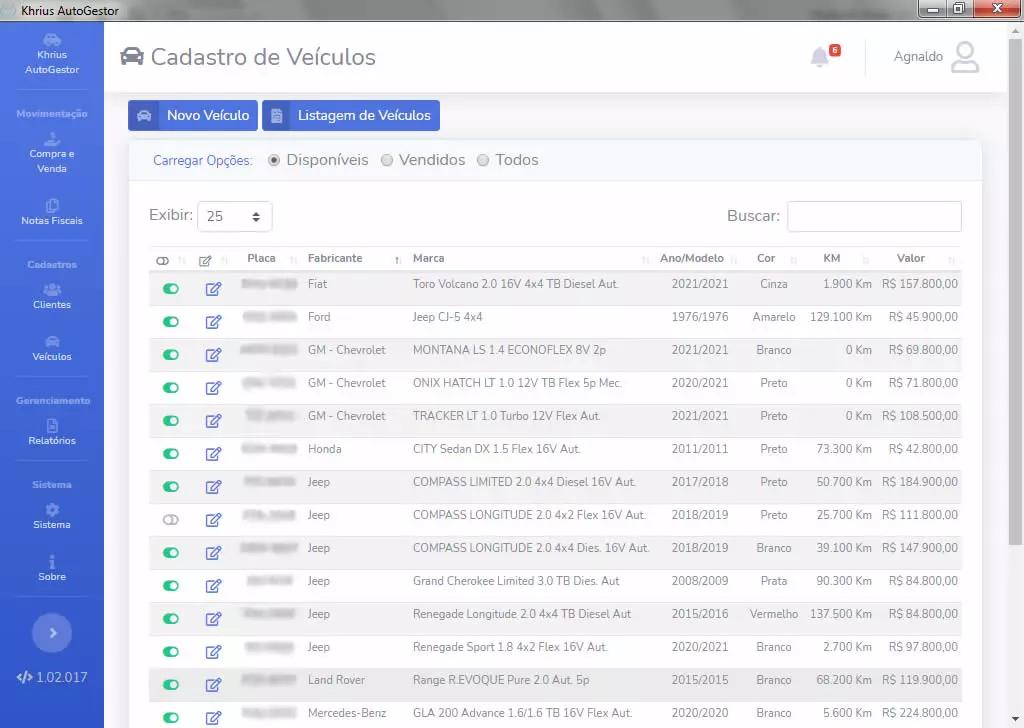 Khrius AutoGestor
Khrius
AutoGestor
Movimentação
Compra e
Venda
Notas Fiscais
Cadastros
Clientes
Veículos
Gerenciamento
Relatórios
Sistema
Sistema
Sobre
</> 1.02.017
Cadastro de Veículos
6
Agnaldo
Novo Veículo Listagem de Veículos
Carregar Opções: Disponíveis Vendidos Todos
Exibir: 25 Buscar:
Placa Fabricante Marca Ano/Modelo Cor KM Valor
Fiat Toro Volcano 2.0 16V 4x4 TB Diesel Aut. 2021/2021 Cinza 1.900 Km R$ 157.800,00
Ford Jeep CJ-5 4x4 1976/1976 Amarelo 129.100 Km R$ 45.900,00
GM - Chevrolet MONTANA LS 1.4 ECONOFLEX 8V 2p 2021/2021 Branco 0 Km R$ 69.800,00
GM - Chevrolet ONIX HATCH LT 1.0 12V TB Flex 5p Mec. 2020/2021 Preto 0 Km R$ 71.800,00
GM - Chevrolet TRACKER LT 1.0 Turbo 12V Flex Aut. 2021/2021 Preto 0 Km R$ 108.500,00
Honda CITY Sedan DX 1.5 Flex 16V Aut. 2011/2011 Preto 73.300 Km R$ 42.800,00
Jeep COMPASS LIMITED 2.0 4x4 Diesel 16V Aut. 2017/2018 Preto 50.700 Km R$ 184.900,00
Jeep COMPASS LONGITUDE 2.0 4x2 Flex 16V Aut. 2018/2019 Preto 25.700 Km R$ 111.800,00
Jeep COMPASS LONGITUDE 2.0 4x4 Dies. 16V Aut. 2018/2019 Branco 39.100 Km R$ 147.900,00
Jeep Grand Cherokee Limited 3.0 TB Dies. Aut 2008/2009 Prata 90.300 Km R$ 84.800,00
Jeep Renegade Longitude 2.0 4x4 TB Diesel Aut 2015/2016 Vermelho 137.500 Km R$ 84.800,00
Jeep Renegade Sport 1.8 4x2 Flex 16V Aut. 2020/2021 Branco 2.700 Km R$ 97.800,00
Land Rover Range R.EVOQUE Pure 2.0 Aut. 5p 2015/2015 Branco 68.200 Km R$ 119.900,00
Mercedes-Benz GLA 200 Advance 1.6/1.6 TB 16V Flex Aut. 2020/2020 Branco 5.600 Km R$ 224.800,00